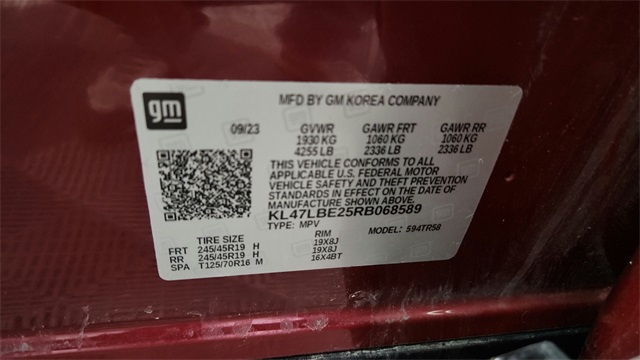 gm
MFD BY GM KOREA COMPANY
09/23 GVWR GAWR FRT GAWR RR
1930 KG 1060 KG 1060 KG
4255 LB 2336 LB 2336 LB
THIS VEHICLE CONFORMS TO ALL
APPLICABLE U.S. FEDERAL MOTOR
VEHICLE SAFETY AND THEFT PREVENTION
STANDARDS IN EFFECT ON THE DATE OF
MANUFACTURE SHOWN ABOVE.
KL47LBE25RB068589
TYPE: MPV MODEL: 594TR58
TIRE SIZE RIM
FRT 245/45R19 H 19X8J
RR 245/45R19 H 19X8J
SPA T125/70R16 M 16X4BT